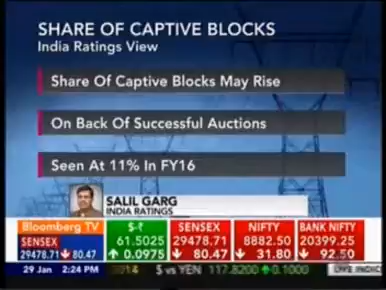 SHARE OF CAPTIVE BLOCKS
India Ratings View
Share Of Captive Blocks May Rise
On Back Of Successful Auctions
Seen At 11% In FY16
SALIL GARG
INDIA RATINGS
Bloomberg TV
SENSEX
29478.71 80.47
$-₹
61.5025
0.0975
SENSEX
29478.71
80.47
NIFTY
8882.50
31.80
BANK NIFTY
20399.25
92.50
29 Jan 2:24 PM 2014 $ vs YEN 117.8200 0.1000